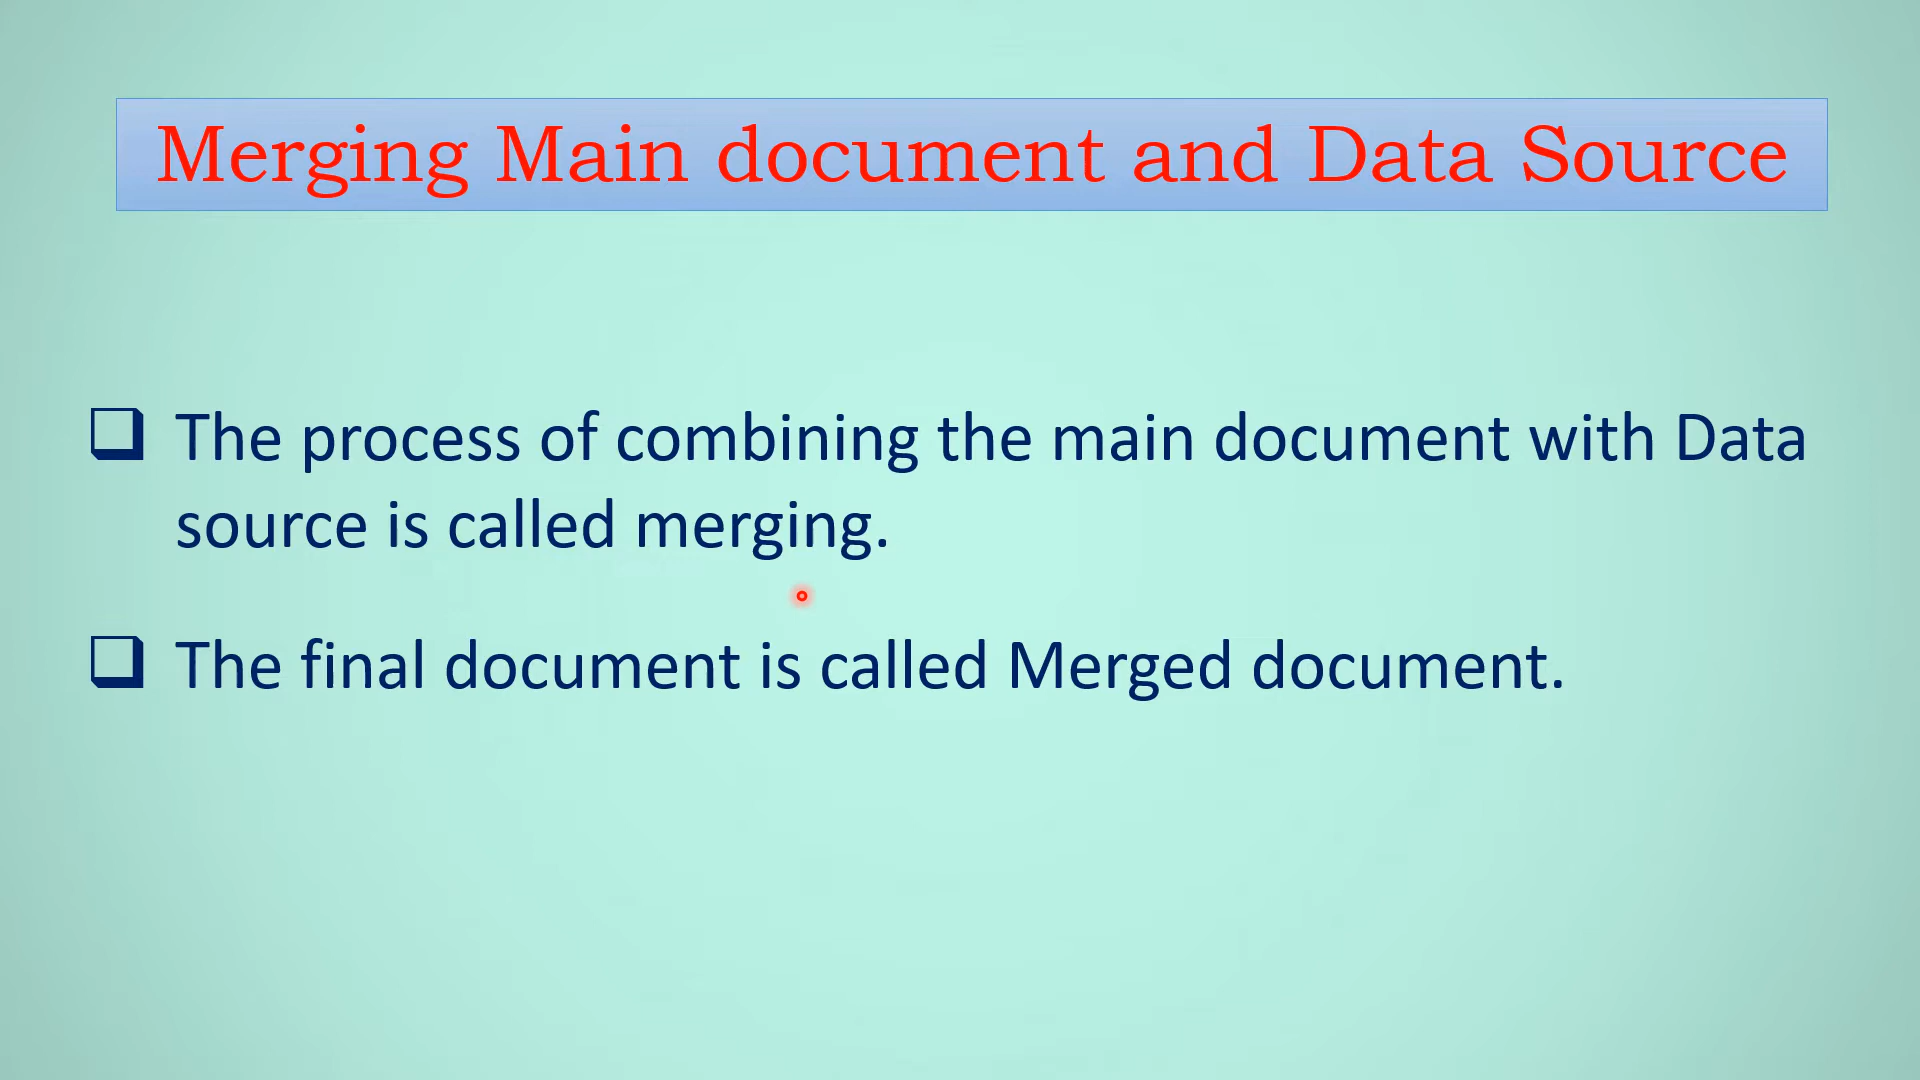 Merging Main document and Data Source
The process of combining the main document with Data
source is called merging.
The final document is called Merged document.